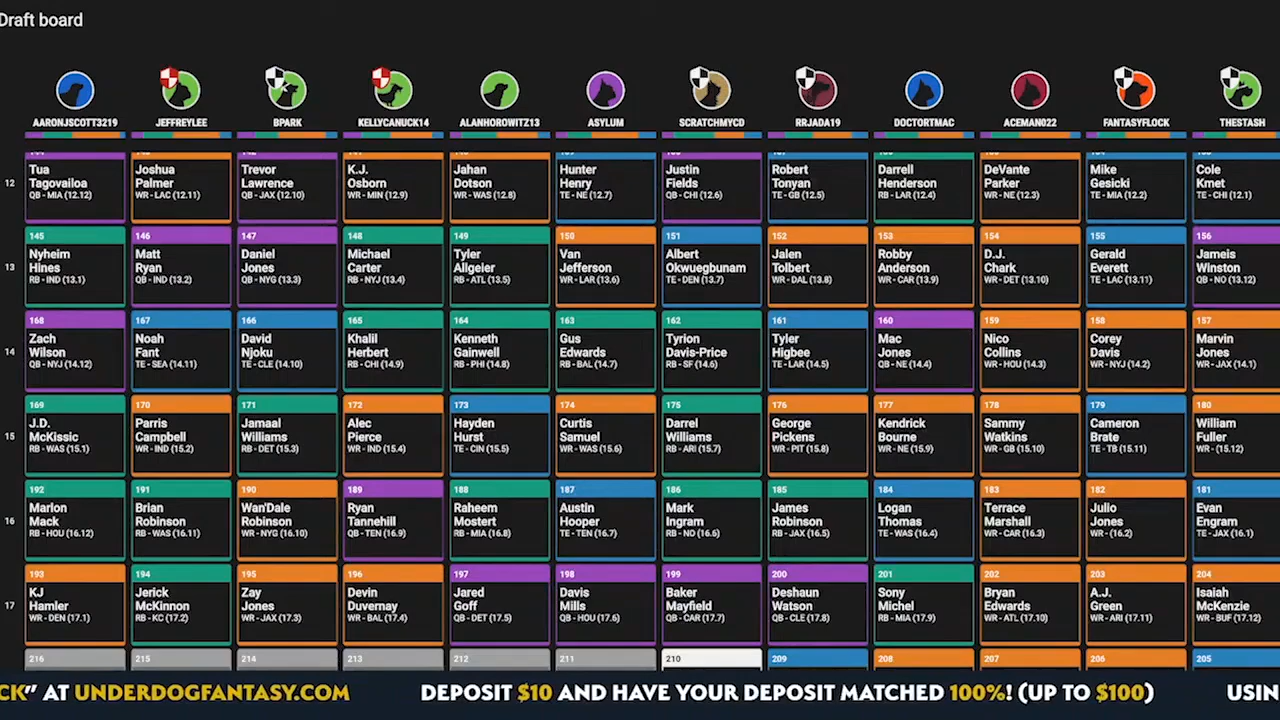 Draft board
AARONJSCOTT3219 JEFFREYLEE BPARK KELLYCANUCK14 ALANHOROWITZ13 ASYLUM SCRATCHMYCD RRJADA19 DOCTORTMAC ACEMAN022 FANTASYFLOCK THESTASH
12
Tua Joshua Trevor K.J. Jahan Hunter Justin Robert Darrell DeVante Mike Cole
Tagovailoa Palmer Lawrence Osborn Dotson Henry Fields Tonyan Henderson Parker Gesicki Kmet
QB - MIA (12.12) WR - LAC (12.11) QB - JAX (12.10) WR - MIN (12.9) WR - WAS (12.8) TE - NE (12.7) QB - CHI (12.6) TE - GB (12.5) RB - LAR (12.4) WR - NE (12.3) TE - MIA (12.2) TE - CHI (12.1)
145 146 147 148 149 150 151 152 153 154 155 156
13
Nyheim Matt Daniel Michael Tyler Van Albert Jalen Robby D.J. Gerald Jameis
Hines Ryan Jones Carter Allgeier Jefferson Okwuegbunam Tolbert Anderson Chark Everett Winston
RB - IND (13.1) QB - IND (13.2) QB - NYG (13.3) RB - NYJ (13.4) RB - ATL (13.5) WR - LAR (13.6) TE - DEN (13.7) WR - DAL (13.8) WR - CAR (13.9) WR - DET (13.10) TE - LAC (13.11) QB - NO (13.12)
168 167 166 165 164 163 162 161 160 159 158 157
14
Zach Noah David Khalil Kenneth Gus Tyrion Tyler Mac Nico Corey Marvin
Wilson Fant Njoku Herbert Gainwell Edwards Davis-Price Higbee Jones Collins Davis Jones
QB - NYJ (14.12) TE - SEA (14.11) TE - CLE (14.10) RB - CHI (14.9) RB - PHI (14.8) RB - BAL (14.7) RB - SF (14.6) TE - LAR (14.5) QB - NE (14.4) WR - HOU (14.3) WR - NYJ (14.2) WR - JAX (14.1)
169 170 171 172 173 174 175 176 177 178 179 180
15
J.D. Parris Jamaal Alec Hayden Curtis Darrel George Kendrick Sammy Cameron William
McKissic Campbell Williams Pierce Hurst Samuel Williams Pickens Bourne Watkins Brate Fuller
RB - WAS (15.1) WR - IND (15.2) RB - DET (15.3) WR - IND (15.4) TE - CIN (15.5) WR - WAS (15.6) RB - ARI (15.7) WR - PIT (15.8) WR - NE (15.9) WR - GB (15.10) TE - TB (15.11) WR - (15.12)
192 191 190 189 188 187 186 185 184 183 182 181
16
Marlon Brian Wan'Dale Ryan Raheem Austin Mark James Logan Terrace Julio Evan
Mack Robinson Robinson Tannehill Mostert Hooper Ingram Robinson Thomas Marshall Jones Engram
RB - HOU (16.12) RB - WAS (16.11) WR - NYG (16.10) QB - TEN (16.9) RB - MIA (16.8) TE - TEN (16.7) RB - NO (16.6) RB - JAX (16.5) TE - WAS (16.4) WR - CAR (16.3) WR - (16.2) TE - JAX (16.1)
193 194 195 196 197 198 199 200 201 202 203 204
17
KJ Jerick Zay Devin Jared Davis Baker Deshaun Sony Bryan A.J. Isaiah
Hamler McKinnon Jones Duvernay Goff Mills Mayfield Watson Michel Edwards Green McKenzie
WR - DEN (17.1) RB - KC (17.2) WR - JAX (17.3) WR - BAL (17.4) QB - DET (17.5) QB - HOU (17.6) QB - CAR (17.7) QB - CLE (17.8) RB - MIA (17.9) WR - ATL (17.10) WR - ARI (17.11) WR - BUF (17.12)
216 215 214 213 212 211 210 209 208 207 206 205
CK" AT UNDERDOGFANTASY.COM DEPOSIT $10 AND HAVE YOUR DEPOSIT MATCHED 100%! (UP TO $100) USIN